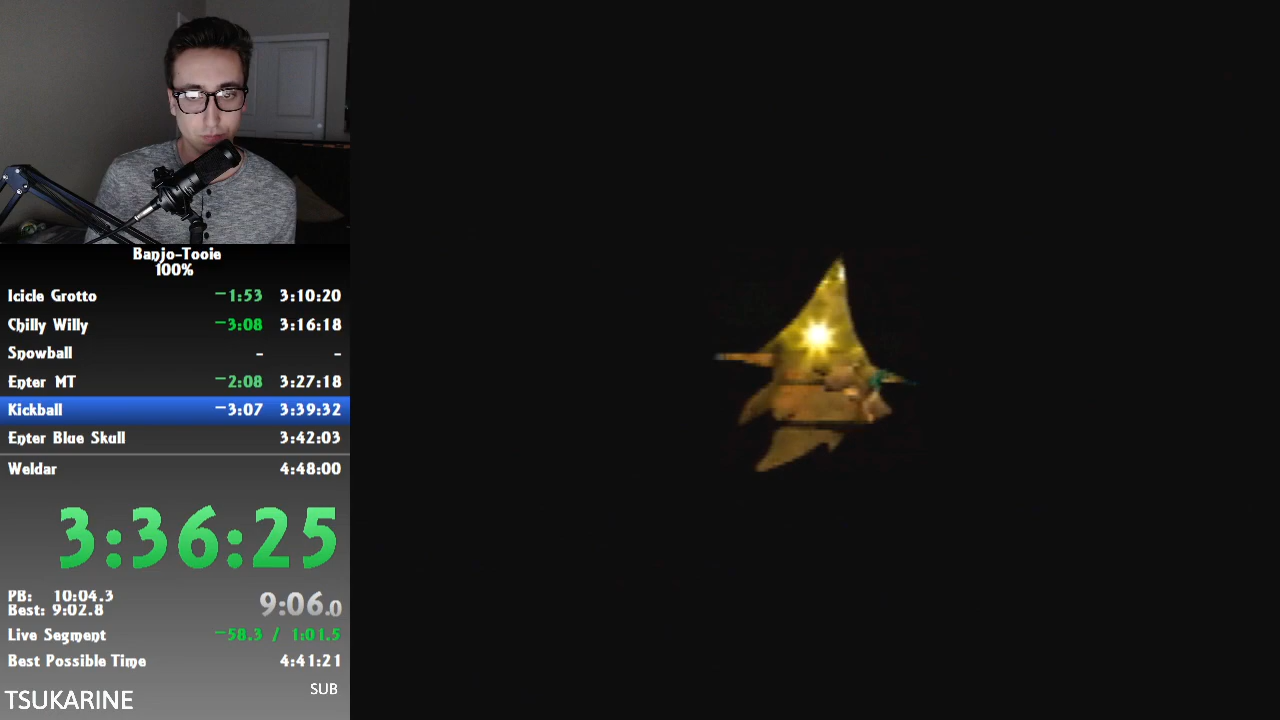 Banjo-Tooie
100%
Icicle Grotto -1:53 3:10:20
Chilly Willy -3:08 3:16:18
Snowball - -
Enter MT -2:08 3:27:18
Kickball -3:07 3:39:32
Enter Blue Skull 3:42:03
Weldar 4:48:00
3:36:25
PB: 10:04.3
Best: 9:02.8
9:06.0
Live Segment -58.3 / 1:01.5
Best Possible Time 4:41:21
SUB
TSUKARINE